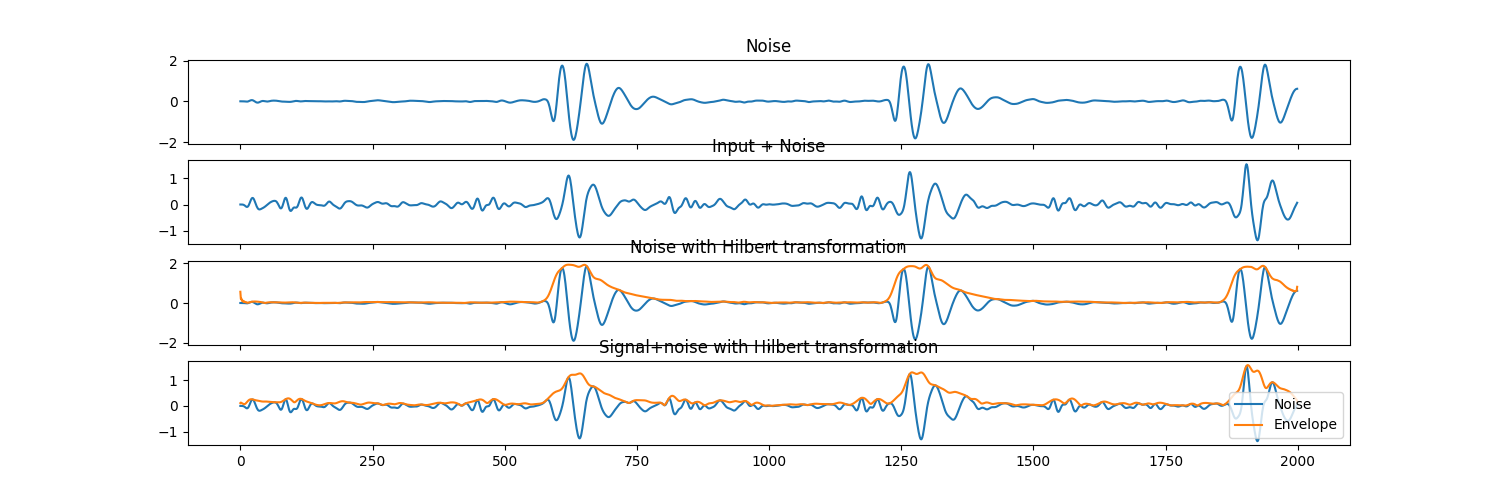 Noise
2
0
−2
Input + Noise
1
0
−1
Noise with Hilbert transformation
2
0
−2
Signal+noise with Hilbert transformation
1
0
−1
Noise
Envelope
0 250 500 750 1000 1250 1500 1750 2000